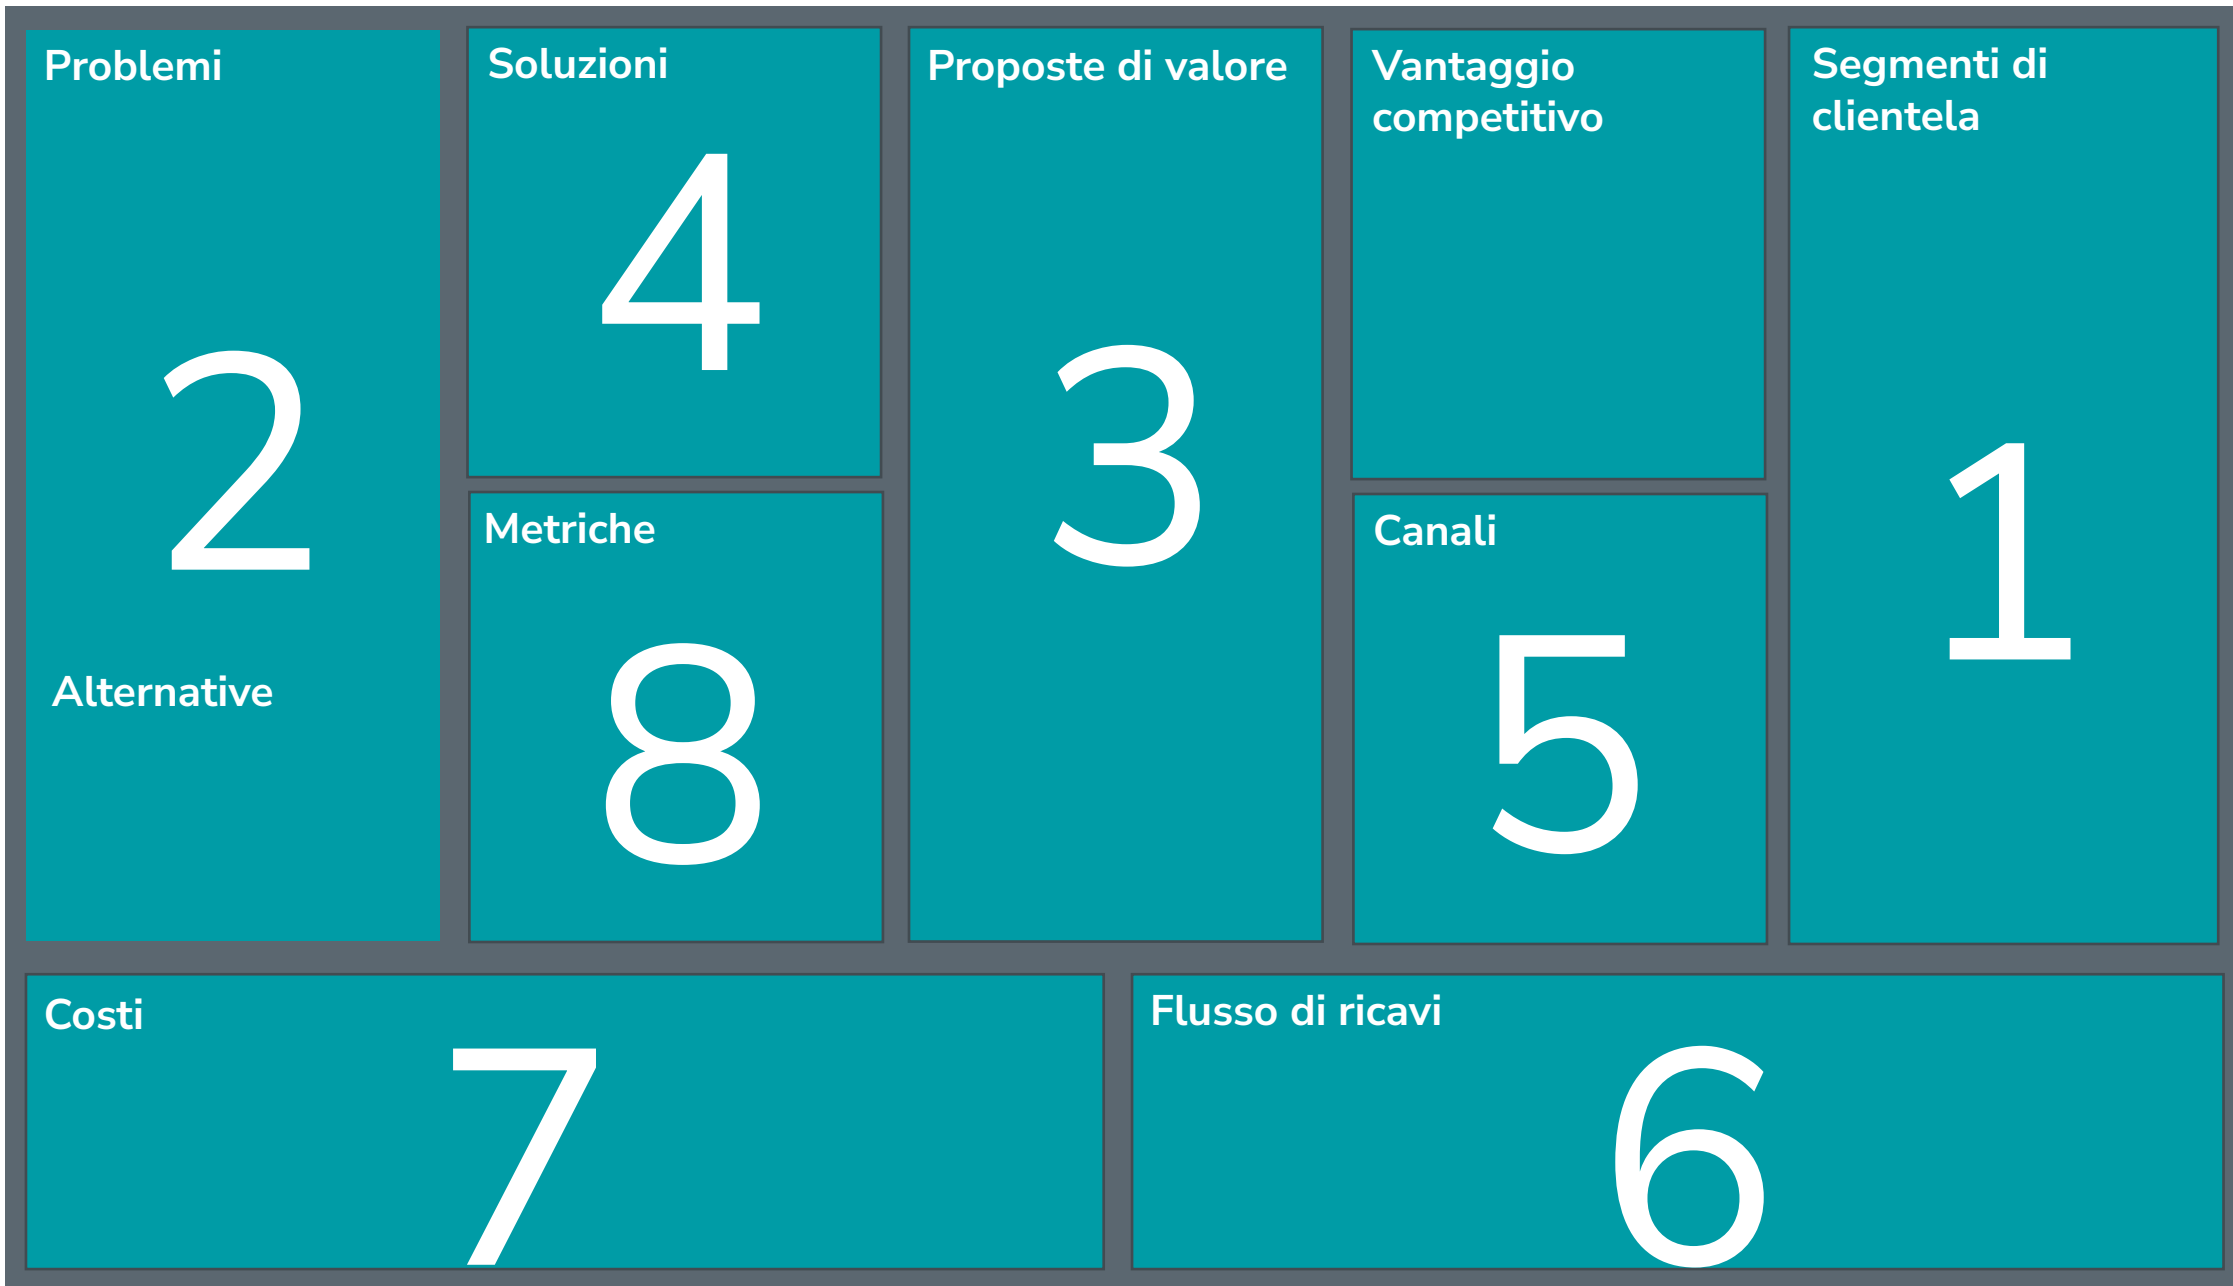 Problemi
2
Alternative
Soluzioni
4
Metriche
8
Proposte di valore
3
Vantaggio
competitivo
Canali
5
Segmenti di
clientela
1
Costi
7
Flusso di ricavi
6